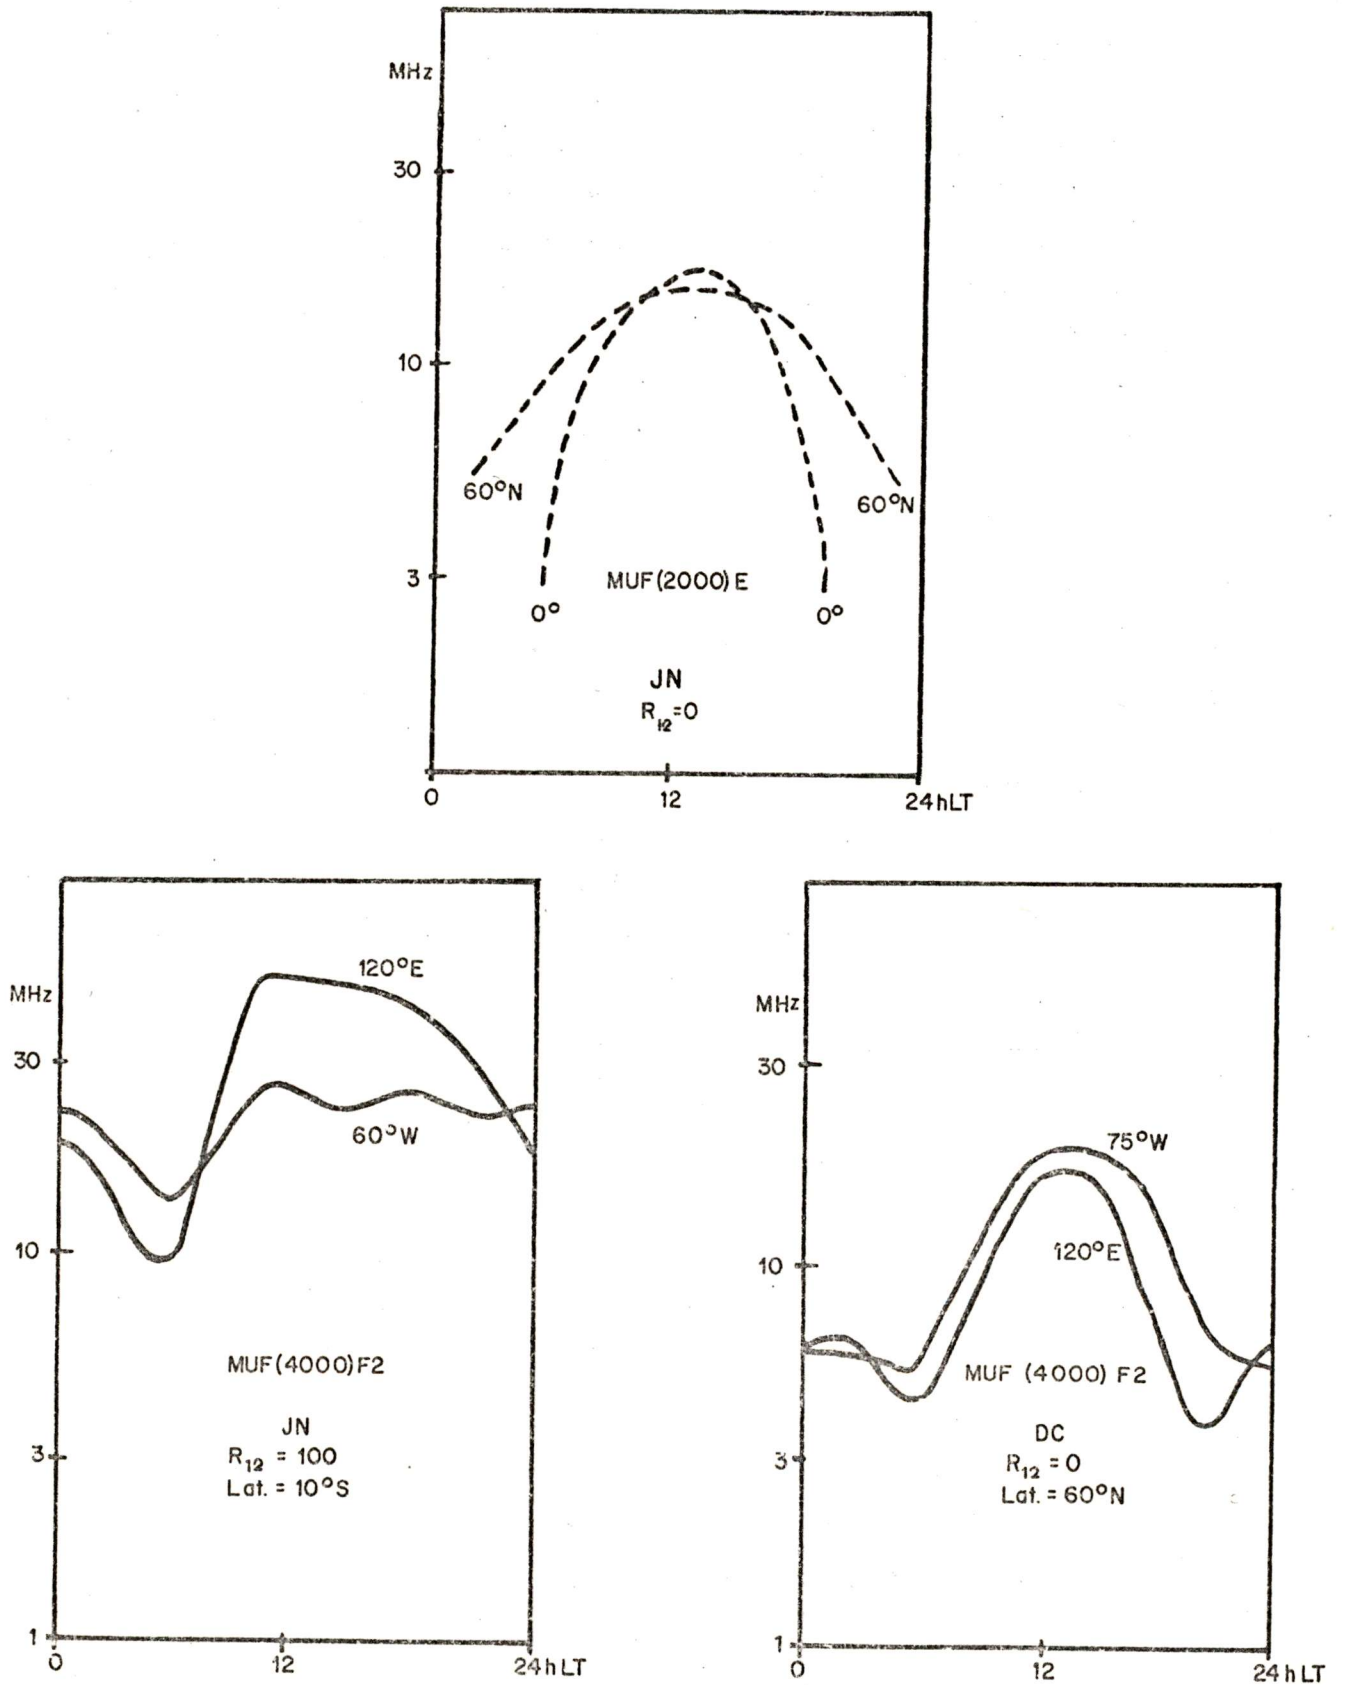 MHz
30
10
3
60°N
60°N
MUF(2000)E
0°
0°
JN
R12=0
0
12
24hLT
MHz
30
10
3
1
120°E
60°W
MUF(4000)F2
JN
R12 = 100
Lat. = 10°S
0
12
24hLT
MHz
30
10
3
1
75°W
120°E
MUF (4000) F2
DC
R12 = 0
Lat. = 60°N
0
12
24hLT